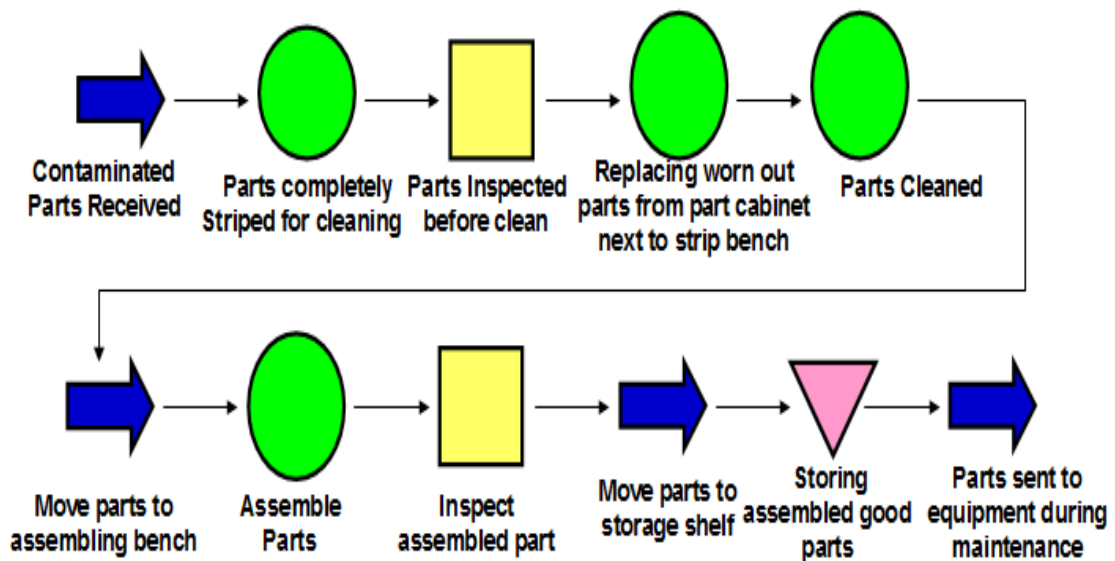 Contaminated
Parts Received
Parts completely
Striped for cleaning
Parts Inspected
before clean
Replacing worn out
parts from part cabinet
next to strip bench
Parts Cleaned
Move parts to
assembling bench
Assemble
Parts
Inspect
assembled part
Move parts to
storage shelf
Storing
assembled good
parts
Parts sent to
equipment during
maintenance